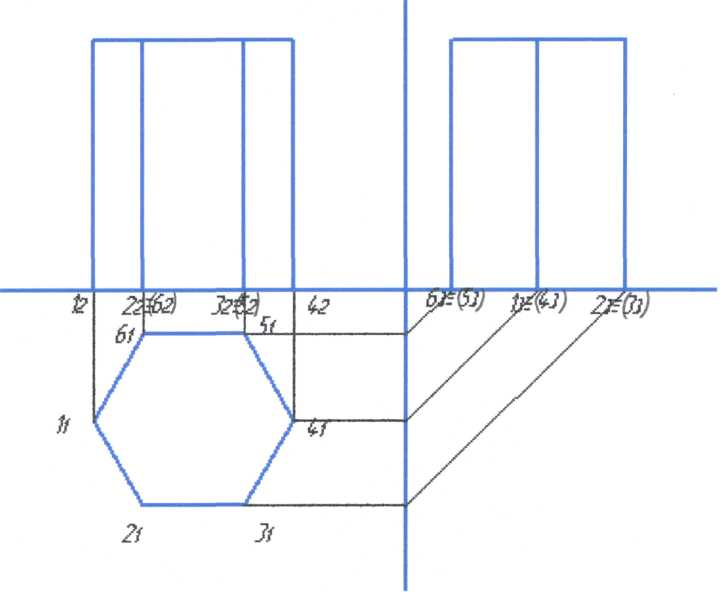 1₂ 2₂≡(6₂) 3₂≡(5₂) 4₂ 6₃≡(5₃) 1₃≡(4₃) 2₃≡(3₃)
6₁ 5₁
1₁ 4₁
2₁ 3₁